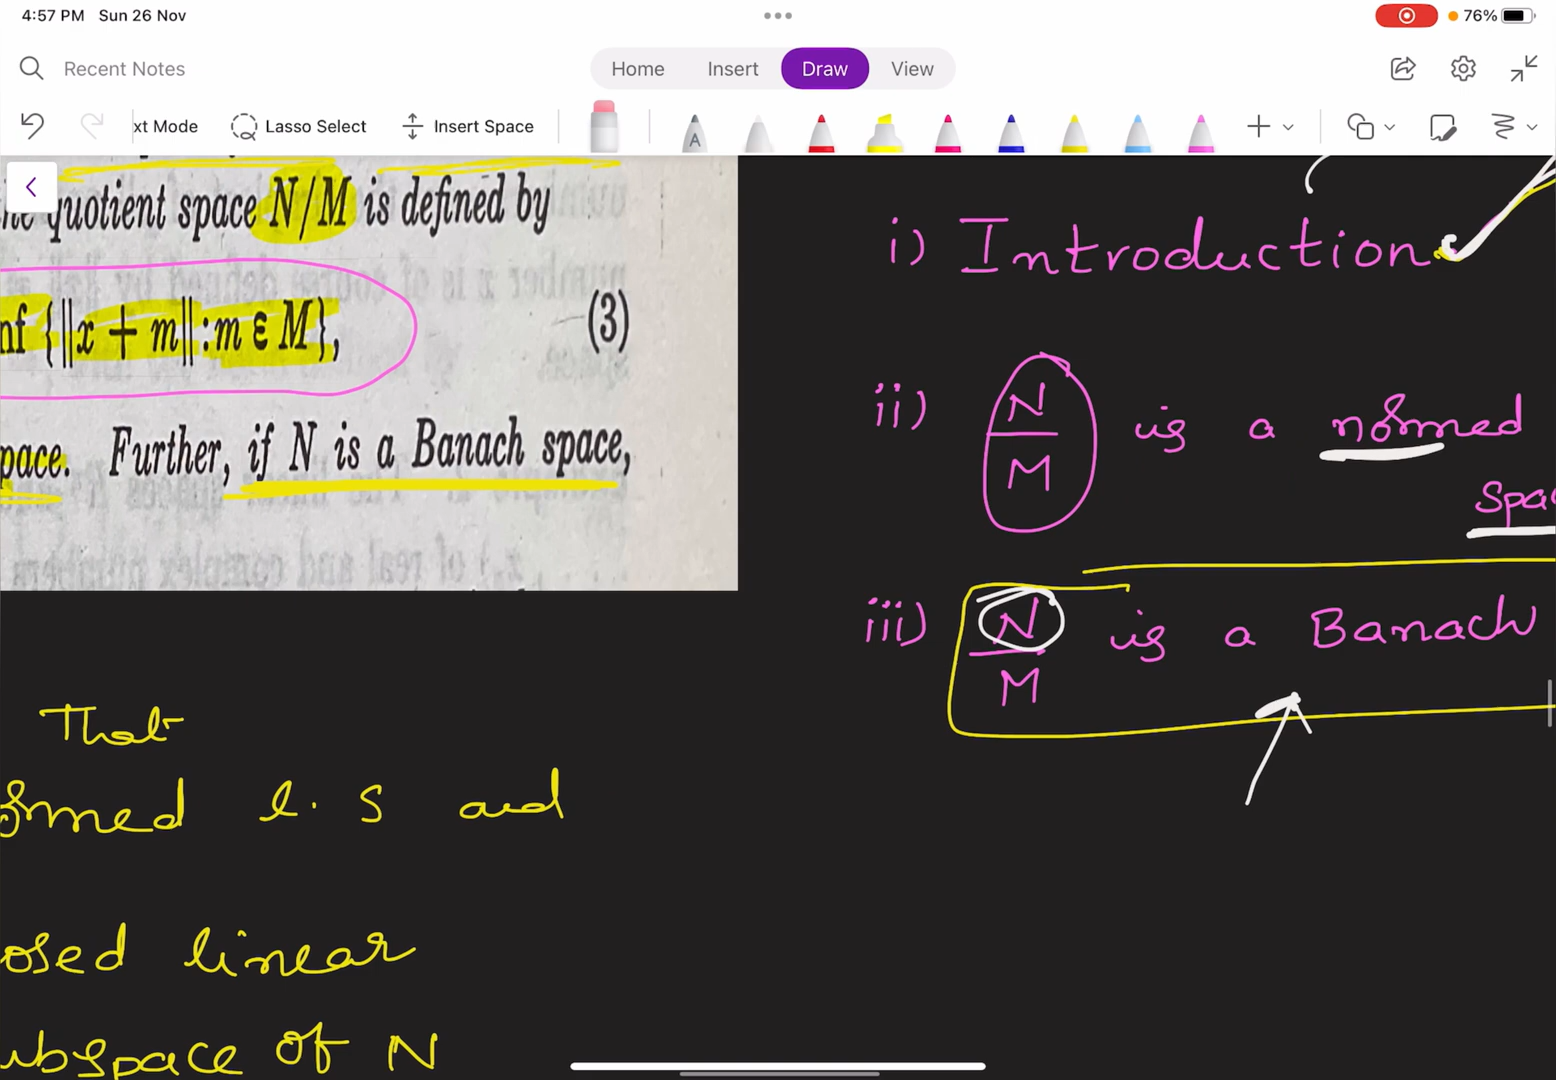 4:57 PM Sun 26 Nov
76%
Recent Notes
Home Insert Draw View
xt Mode Lasso Select Insert Space
A
quotient space N/M is defined by
nf {||x + m|| : m ε M}, (3)
pace. Further, if N is a Banach space,
i) Introduction
ii) N/M is a normed
Spac
iii) N/M is a Banach
That
ormed l. s and
osed linear
ubspace of N